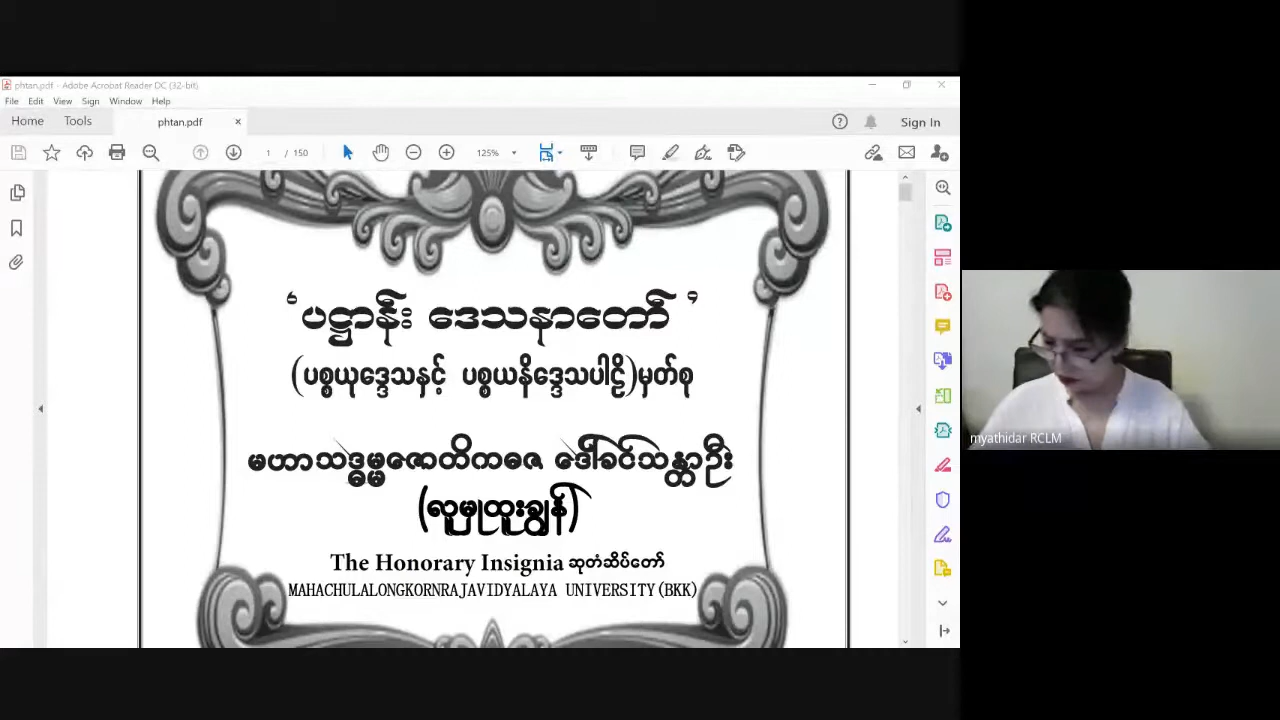 phtan.pdf - Adobe Acrobat Reader DC (32-bit)
File Edit View Sign Window Help
Home Tools phtan.pdf × Sign In
1 / 150 125%
‘ပဋ္ဌာန်း ဒေသနာတော်’
(ပစ္စယုဒ္ဒေသနှင့် ပစ္စယနိဒ္ဒေသပါဠိ)မှတ်စု
မဟာသဒ္ဓမ္မဇောတိကဓဇ ဒေါ်ခင်သန္တာဦး
(လူမှုထူးချွန်)
The Honorary Insignia ဆုတံဆိပ်တော်
MAHACHULALONGKORNRAJAVIDYALAYA UNIVERSITY(BKK)
myathidar RCLM